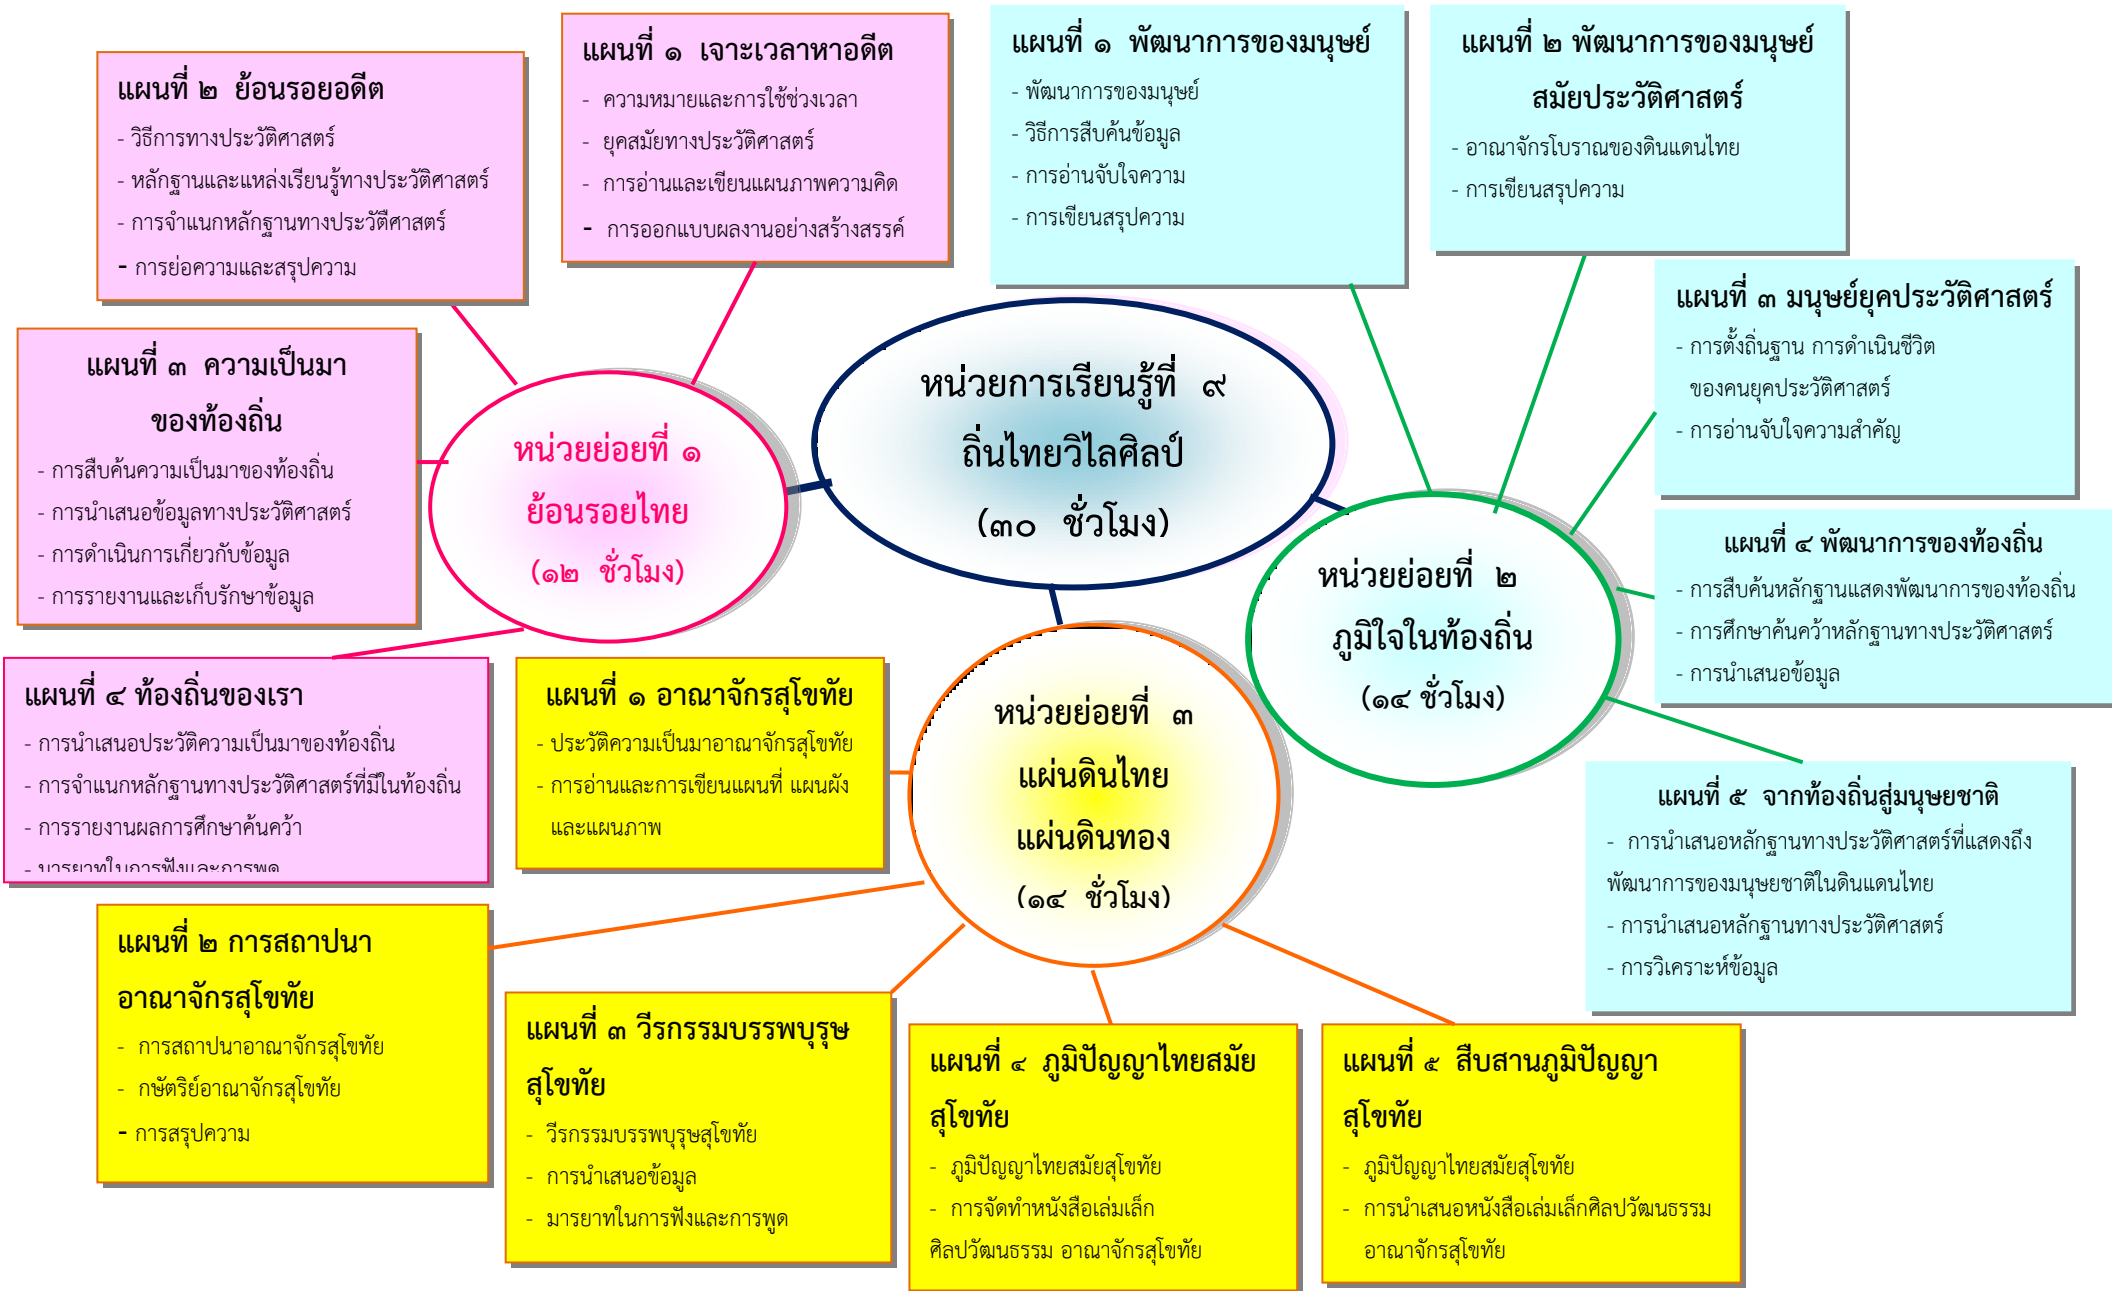 หน่วยการเรียนรู้ที่ ๙
ถิ่นไทยวิไลศิลป์
(๓๐ ชั่วโมง)
หน่วยย่อยที่ ๑
ย้อนรอยไทย
(๑๒ ชั่วโมง)
แผนที่ ๑ เจาะเวลาหาอดีต
- ความหมายและการใช้ช่วงเวลา
- ยุคสมัยทางประวัติศาสตร์
- การอ่านและเขียนแผนภาพความคิด
- การออกแบบผลงานอย่างสร้างสรรค์
แผนที่ ๒ ย้อนรอยอดีต
- วิธีการทางประวัติศาสตร์
- หลักฐานและแหล่งเรียนรู้ทางประวัติศาสตร์
- การจำแนกหลักฐานทางประวัตืศาสตร์
- การย่อความและสรุปความ
แผนที่ ๓ ความเป็นมา
ของท้องถิ่น
- การสืบค้นความเป็นมาของท้องถิ่น
- การนำเสนอข้อมูลทางประวัติศาสตร์
- การดำเนินการเกี่ยวกับข้อมูล
- การรายงานและเก็บรักษาข้อมูล
แผนที่ ๔ ท้องถิ่นของเรา
- การนำเสนอประวัติความเป็นมาของท้องถิ่น
- การจำแนกหลักฐานทางประวัติศาสตร์ที่มีในท้องถิ่น
- การรายงานผลการศึกษาค้นคว้า
- มารยาทในการฟังและการพูด
หน่วยย่อยที่ ๒
ภูมิใจในท้องถิ่น
(๑๔ ชั่วโมง)
แผนที่ ๑ พัฒนาการของมนุษย์
- พัฒนาการของมนุษย์
- วิธีการสืบค้นข้อมูล
- การอ่านจับใจความ
- การเขียนสรุปความ
แผนที่ ๒ พัฒนาการของมนุษย์
สมัยประวัติศาสตร์
- อาณาจักรโบราณของดินแดนไทย
- การเขียนสรุปความ
แผนที่ ๓ มนุษย์ยุคประวัติศาสตร์
- การตั้งถิ่นฐาน การดำเนินชีวิต
ของคนยุคประวัติศาสตร์
- การอ่านจับใจความสำคัญ
แผนที่ ๔ พัฒนาการของท้องถิ่น
- การสืบค้นหลักฐานแสดงพัฒนาการของท้องถิ่น
- การศึกษาค้นคว้าหลักฐานทางประวัติศาสตร์
- การนำเสนอข้อมูล
แผนที่ ๕ จากท้องถิ่นสู่มนุษยชาติ
- การนำเสนอหลักฐานทางประวัติศาสตร์ที่แสดงถึง
พัฒนาการของมนุษยชาติในดินแดนไทย
- การนำเสนอหลักฐานทางประวัติศาสตร์
- การวิเคราะห์ข้อมูล
หน่วยย่อยที่ ๓
แผ่นดินไทย
แผ่นดินทอง
(๑๔ ชั่วโมง)
แผนที่ ๑ อาณาจักรสุโขทัย
- ประวัติความเป็นมาอาณาจักรสุโขทัย
- การอ่านและการเขียนแผนที่ แผนผัง
และแผนภาพ
แผนที่ ๒ การสถาปนา
อาณาจักรสุโขทัย
- การสถาปนาอาณาจักรสุโขทัย
- กษัตริย์อาณาจักรสุโขทัย
- การสรุปความ
แผนที่ ๓ วีรกรรมบรรพบุรุษ
สุโขทัย
- วีรกรรมบรรพบุรุษสุโขทัย
- การนำเสนอข้อมูล
- มารยาทในการฟังและการพูด
แผนที่ ๔ ภูมิปัญญาไทยสมัย
สุโขทัย
- ภูมิปัญญาไทยสมัยสุโขทัย
- การจัดทำหนังสือเล่มเล็ก
ศิลปวัฒนธรรม อาณาจักรสุโขทัย
แผนที่ ๕ สืบสานภูมิปัญญา
สุโขทัย
- ภูมิปัญญาไทยสมัยสุโขทัย
- การนำเสนอหนังสือเล่มเล็กศิลปวัฒนธรรม
อาณาจักรสุโขทัย